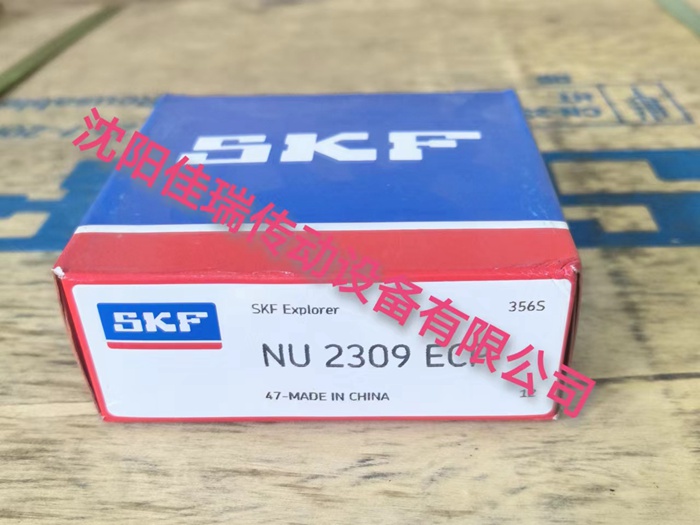 SKF
沈阳佳瑞传动设备有限公司
SKF
SKF Explorer
356S
NU 2309 ECP
47-MADE IN CHINA